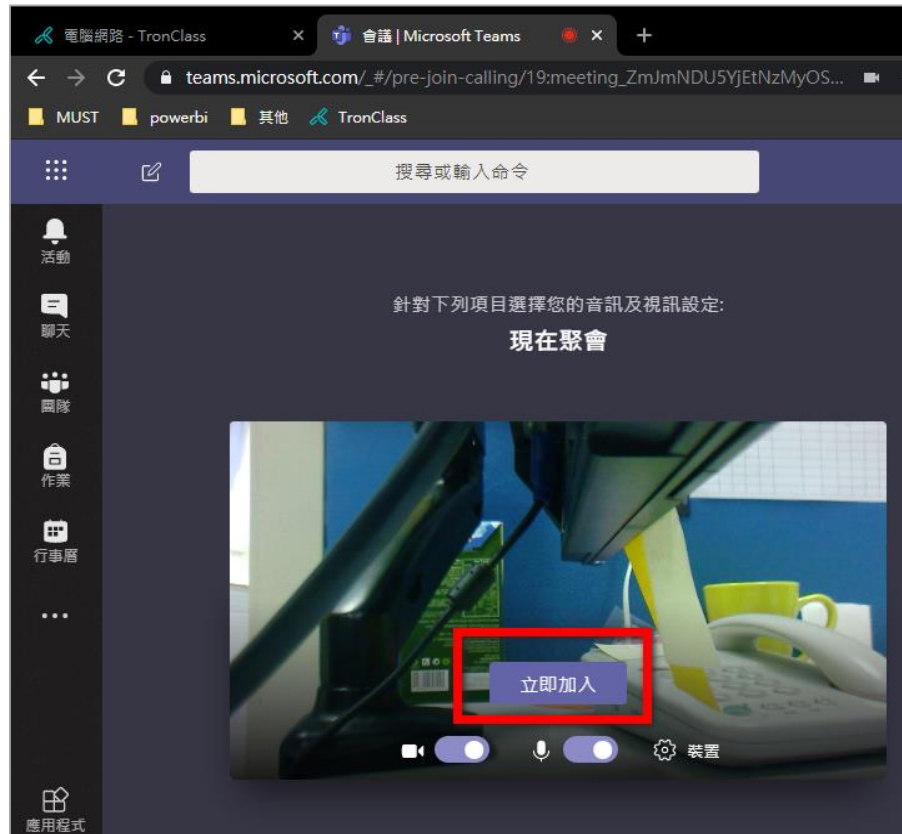 電腦網路 - TronClass
會議 | Microsoft Teams
teams.microsoft.com/_#/pre-join-calling/19:meeting_ZmJmNDU5YjEtNzMyOS...
MUST
powerbi
其他
TronClass
搜尋或輸入命令
活動
聊天
團隊
作業
行事曆
應用程式
針對下列項目選擇您的音訊及視訊設定:
現在聚會
立即加入
裝置